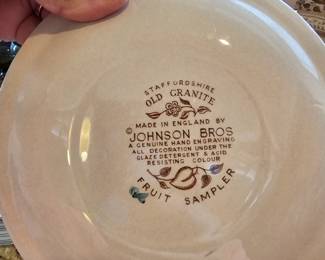 STAFFORDSHIRE
OLD GRANITE
MADE IN ENGLAND BY
© JOHNSON BROS
A GENUINE HAND ENGRAVING
ALL DECORATION UNDER THE
GLAZE DETERGENT & ACID
RESISTING COLOUR
FRUIT SAMPLER